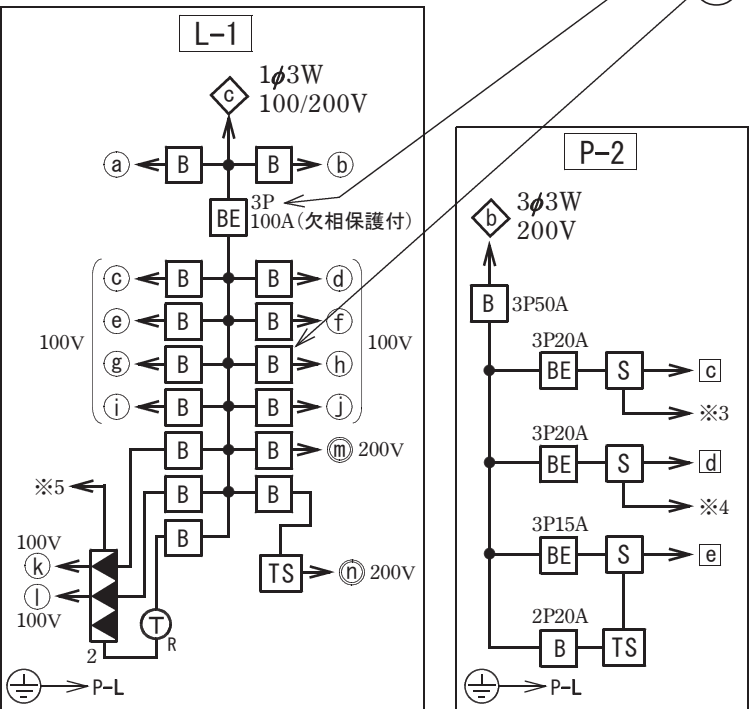 L-1
ⓒ 1φ3W
100/200V
ⓐ B B ⓑ
BE 3P
100A(欠相保護付)
ⓒ B B ⓓ
ⓔ B B ⓕ
100V 100V
ⓖ B B ⓗ
ⓘ B B ⓙ
B B ⓜ 200V
※5 B B
100V B
ⓚ TS ⓝ 200V
ⓛ
100V T R
2
P-L
P-2
b 3φ3W
200V
B 3P50A
3P20A
BE S c
※3
3P20A
BE S d
※4
3P15A
BE S e
2P20A
B TS
P-L